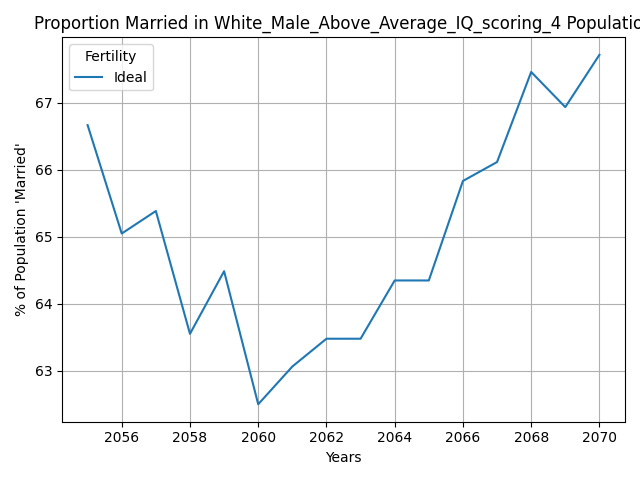 Proportion Married in White_Male_Above_Average_IQ_scoring_4 Populatio
Fertility
Ideal
67
66
65
64
63
% of Population 'Married'
2056 2058 2060 2062 2064 2066 2068 2070
Years